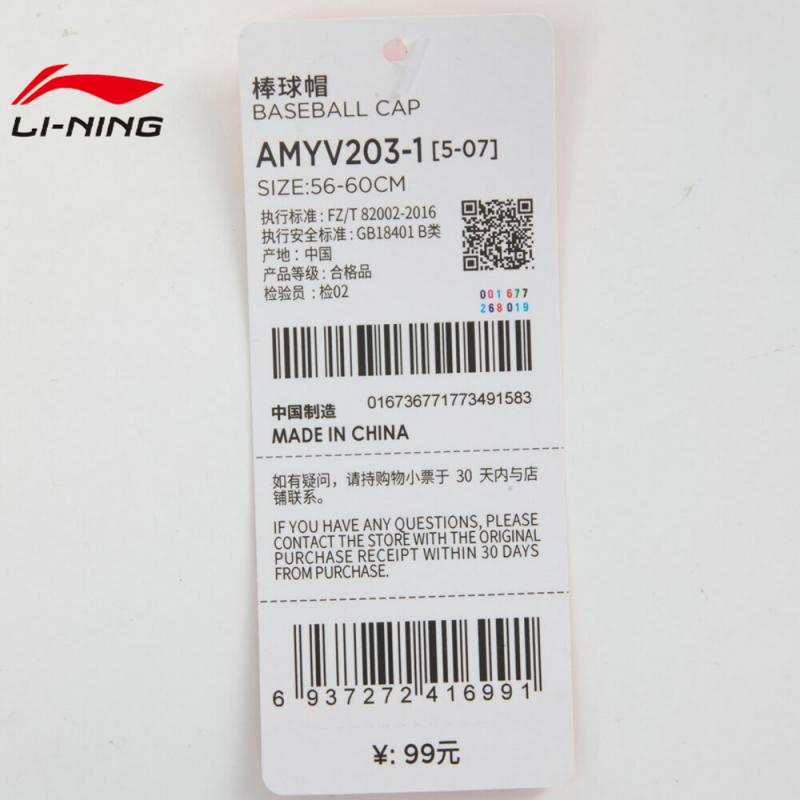 LI-NING
棒球帽
BASEBALL CAP
AMYV203-1 [5-07]
SIZE:56-60CM
执行标准：FZ/T 82002-2016
执行安全标准：GB18401 B类
产地：中国
产品等级：合格品
检验员：检02
001677
268019
016736771773491583
中国制造
MADE IN CHINA
如有疑问，请持购物小票于 30 天内与店
铺联系。
IF YOU HAVE ANY QUESTIONS, PLEASE
CONTACT THE STORE WITH THE ORIGINAL
PURCHASE RECEIPT WITHIN 30 DAYS
FROM PURCHASE.
6 937272 416991
¥: 99元